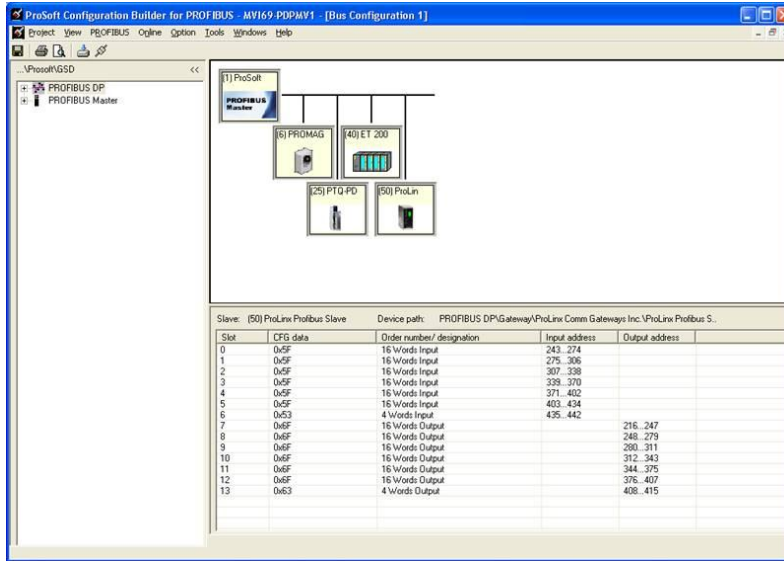 ProSoft Configuration Builder for PROFIBUS - MVI69-PDPMV1 - [Bus Configuration 1]
Project View PROFIBUS Online Option Tools Windows Help
...\Prosoft\GSD <<
PROFIBUS DP
PROFIBUS Master
(1) ProSoft
PROFIBUS
Master
(6) PROMAG
(40) ET 200
(25) PTQ-PD
(50) ProLin
Slave: (50) ProLinx Profibus Slave Device path: PROFIBUS DP\Gateway\ProLinx Comm Gateways Inc.\ProLinx Profibus S..
Slot CFG data Order number/ designation Input address Output address
0 0x5F 16 Words Input 243...274
1 0x5F 16 Words Input 275...306
2 0x5F 16 Words Input 307...338
3 0x5F 16 Words Input 339...370
4 0x5F 16 Words Input 371...402
5 0x5F 16 Words Input 403...434
6 0x53 4 Words Input 435...442
7 0x6F 16 Words Output 216...247
8 0x6F 16 Words Output 248...279
9 0x6F 16 Words Output 280...311
10 0x6F 16 Words Output 312...343
11 0x6F 16 Words Output 344...375
12 0x6F 16 Words Output 376...407
13 0x63 4 Words Output 408...415